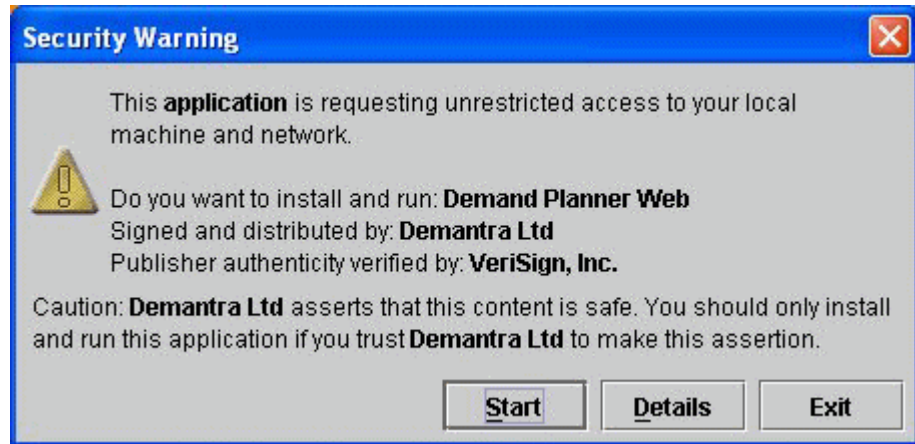 Security Warning
This application is requesting unrestricted access to your local
machine and network.
Do you want to install and run: Demand Planner Web
Signed and distributed by: Demantra Ltd
Publisher authenticity verified by: VeriSign, Inc.
Caution: Demantra Ltd asserts that this content is safe. You should only install
and run this application if you trust Demantra Ltd to make this assertion.
Start Details Exit